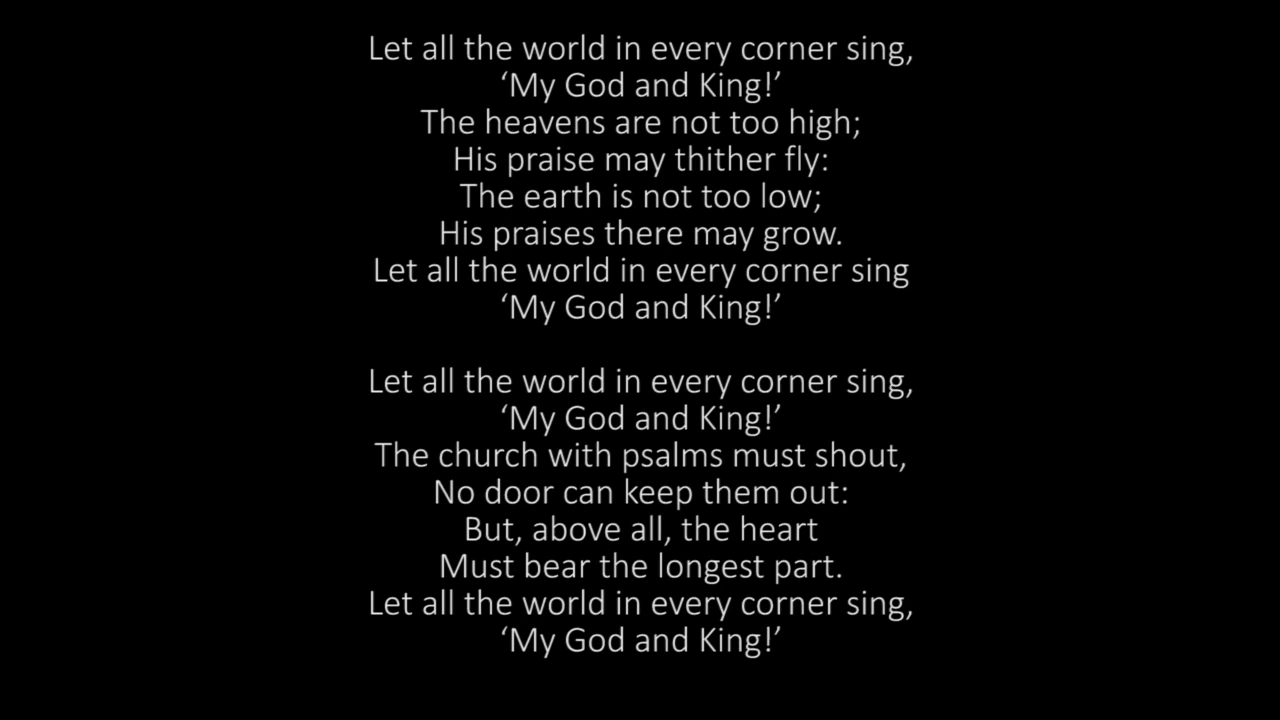 Let all the world in every corner sing,
‘My God and King!’
The heavens are not too high;
His praise may thither fly:
The earth is not too low;
His praises there may grow.
Let all the world in every corner sing
‘My God and King!’
Let all the world in every corner sing,
‘My God and King!’
The church with psalms must shout,
No door can keep them out:
But, above all, the heart
Must bear the longest part.
Let all the world in every corner sing,
‘My God and King!’